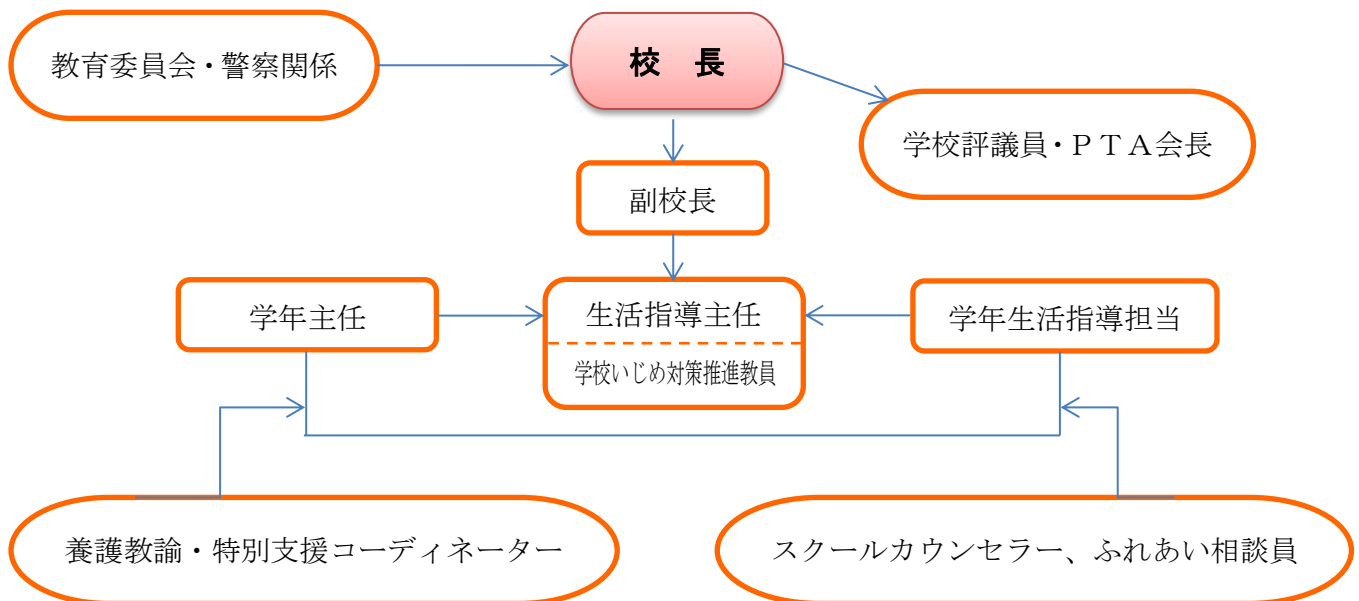 校　長
教育委員会・警察関係
学校評議員・ＰＴＡ会長
副校長
学年主任
生活指導主任
学年生活指導担当
学校いじめ対策推進教員
養護教諭・特別支援コーディネーター
スクールカウンセラー、ふれあい相談員